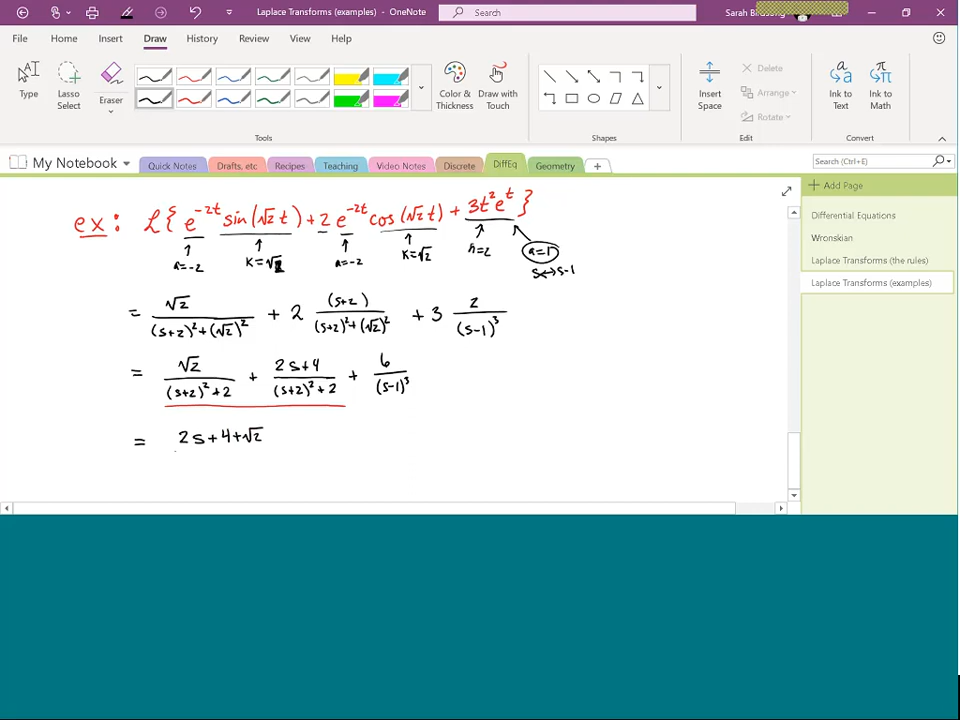 Laplace Transforms (examples) - OneNote
Search
File Home Insert Draw History Review View Help
Type
Lasso Select
Eraser
Color & Thickness
Draw with Touch
Insert Space
Delete
Arrange
Rotate
Ink to Text
Ink to Math
Tools
Shapes
Edit
Convert
My Notebook
Quick Notes Drafts, etc Recipes Teaching Video Notes Discrete DiffEq Geometry
Search (Ctrl+E)
Add Page
Differential Equations
Wronskian
Laplace Transforms (the rules)
Laplace Transforms (examples)
ex: ℒ{e^{-2t} sin(√2 t) + 2e^{-2t} cos(√2 t) + 3t²e^t}
a=-2 k=√2 a=-2 k=√2 n=2 a=1
s↔s-1
= √2/((s+2)²+(√2)²) + 2 (s+2)/((s+2)²+(√2)²) + 3 2/(s-1)³
= √2/((s+2)²+2) + (2s+4)/((s+2)²+2) + 6/(s-1)³
= 2s+4+√2